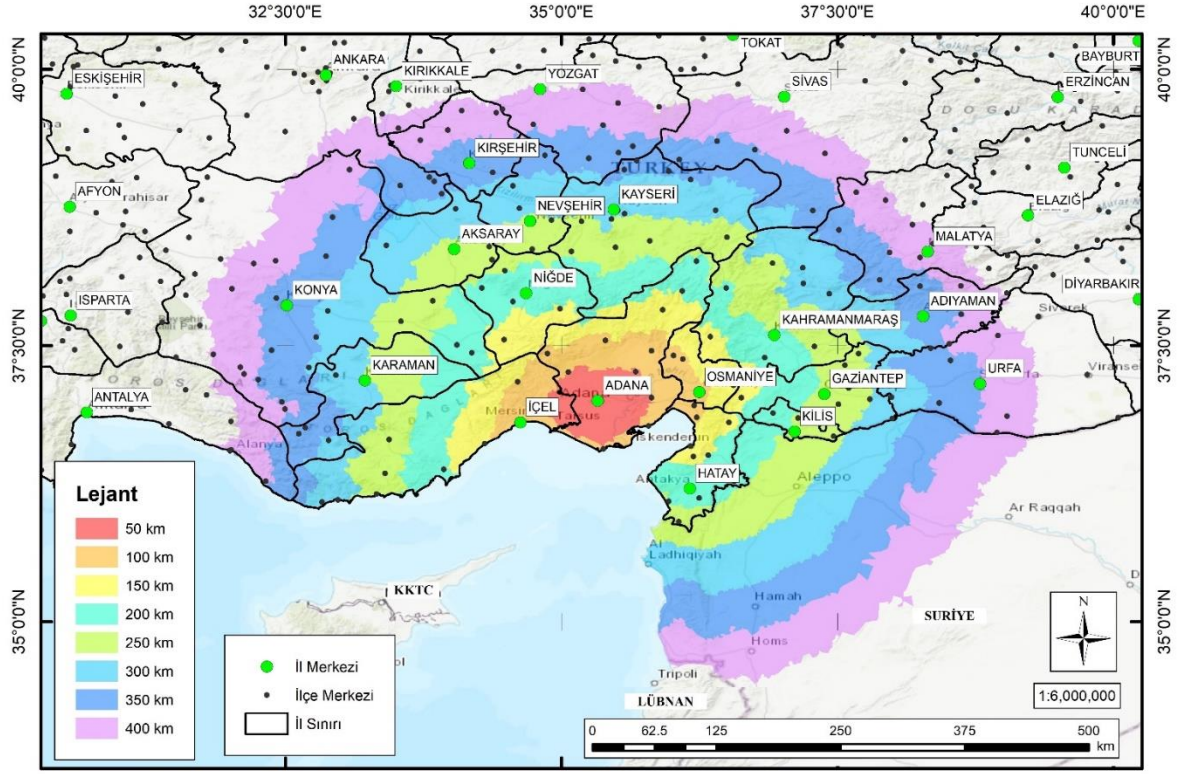 32°30'0"E 35°0'0"E 37°30'0"E 40°0'0"E
40°0'0"N
37°30'0"N
35°0'0"N
40°0'0"N
37°30'0"N
35°0'0"N
TOKAT
BAYBURT
ANKARA
ESKİŞEHİR
KIRIKKALE
Kirikkale
YOZGAT
SİVAS
ERZİNCAN
DOGU KARAD
KIRŞEHİR
TURKEY
TUNCELİ
AFYON
rahisar
NEVŞEHİR
KAYSERİ
ELAZIĞ
AKSARAY
MALATYA
KONYA
NİĞDE
DİYARBAKIR
ISPARTA
ADIYAMAN
Siverek
KAHRAMANMARAŞ
KARAMAN
URFA
Viransehi
ADANA
OSMANİYE
GAZİANTEP
ANTALYA
Mersin
Tarsus
İÇEL
KİLİS
Iskenderun
Alanya
HATAY
Antakya
Aleppo
Ar Raqqah
Al
Ladhiqiyah
Hamah
Homs
Tripoli
KKTC
SURİYE
LÜBNAN
Lejant
50 km
100 km
150 km
200 km
250 km
300 km
350 km
400 km
İl Merkezi
İlçe Merkezi
İl Sınırı
N
1:6,000,000
0 62.5 125 250 375 500
km